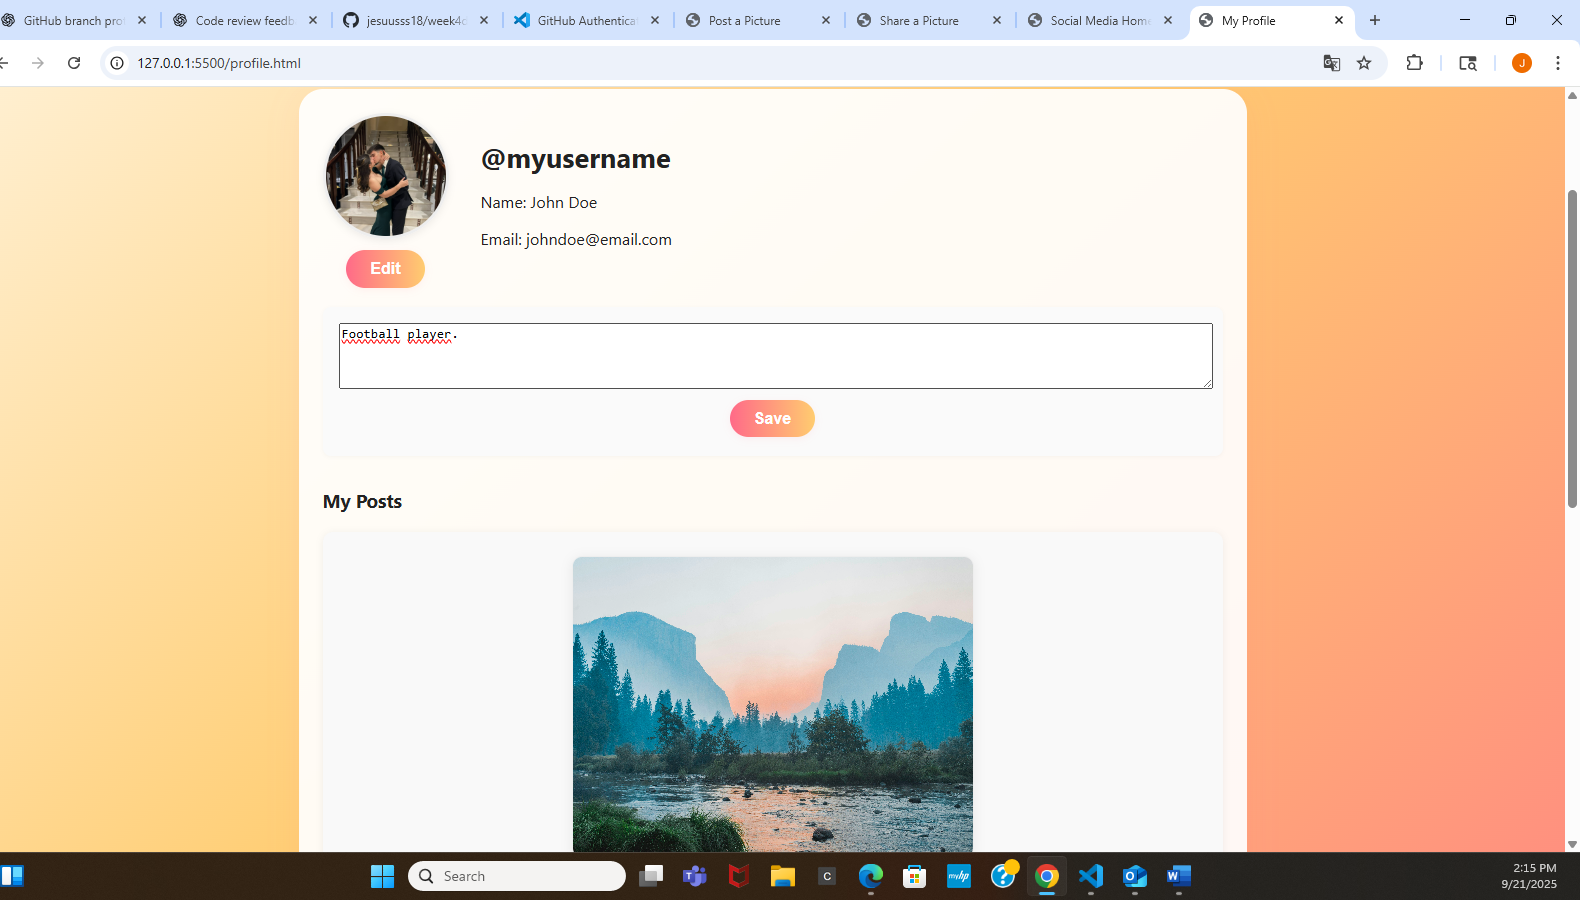 GitHub branch pro
Code review feedb
jesuusss18/week4
GitHub Authentica
Post a Picture
Share a Picture
Social Media Hom
My Profile
127.0.0.1:5500/profile.html
J
@myusername
Name: John Doe
Email: johndoe@email.com
Edit
Football player.
Save
My Posts
Search
C
myhp
2:15 PM
9/21/2025